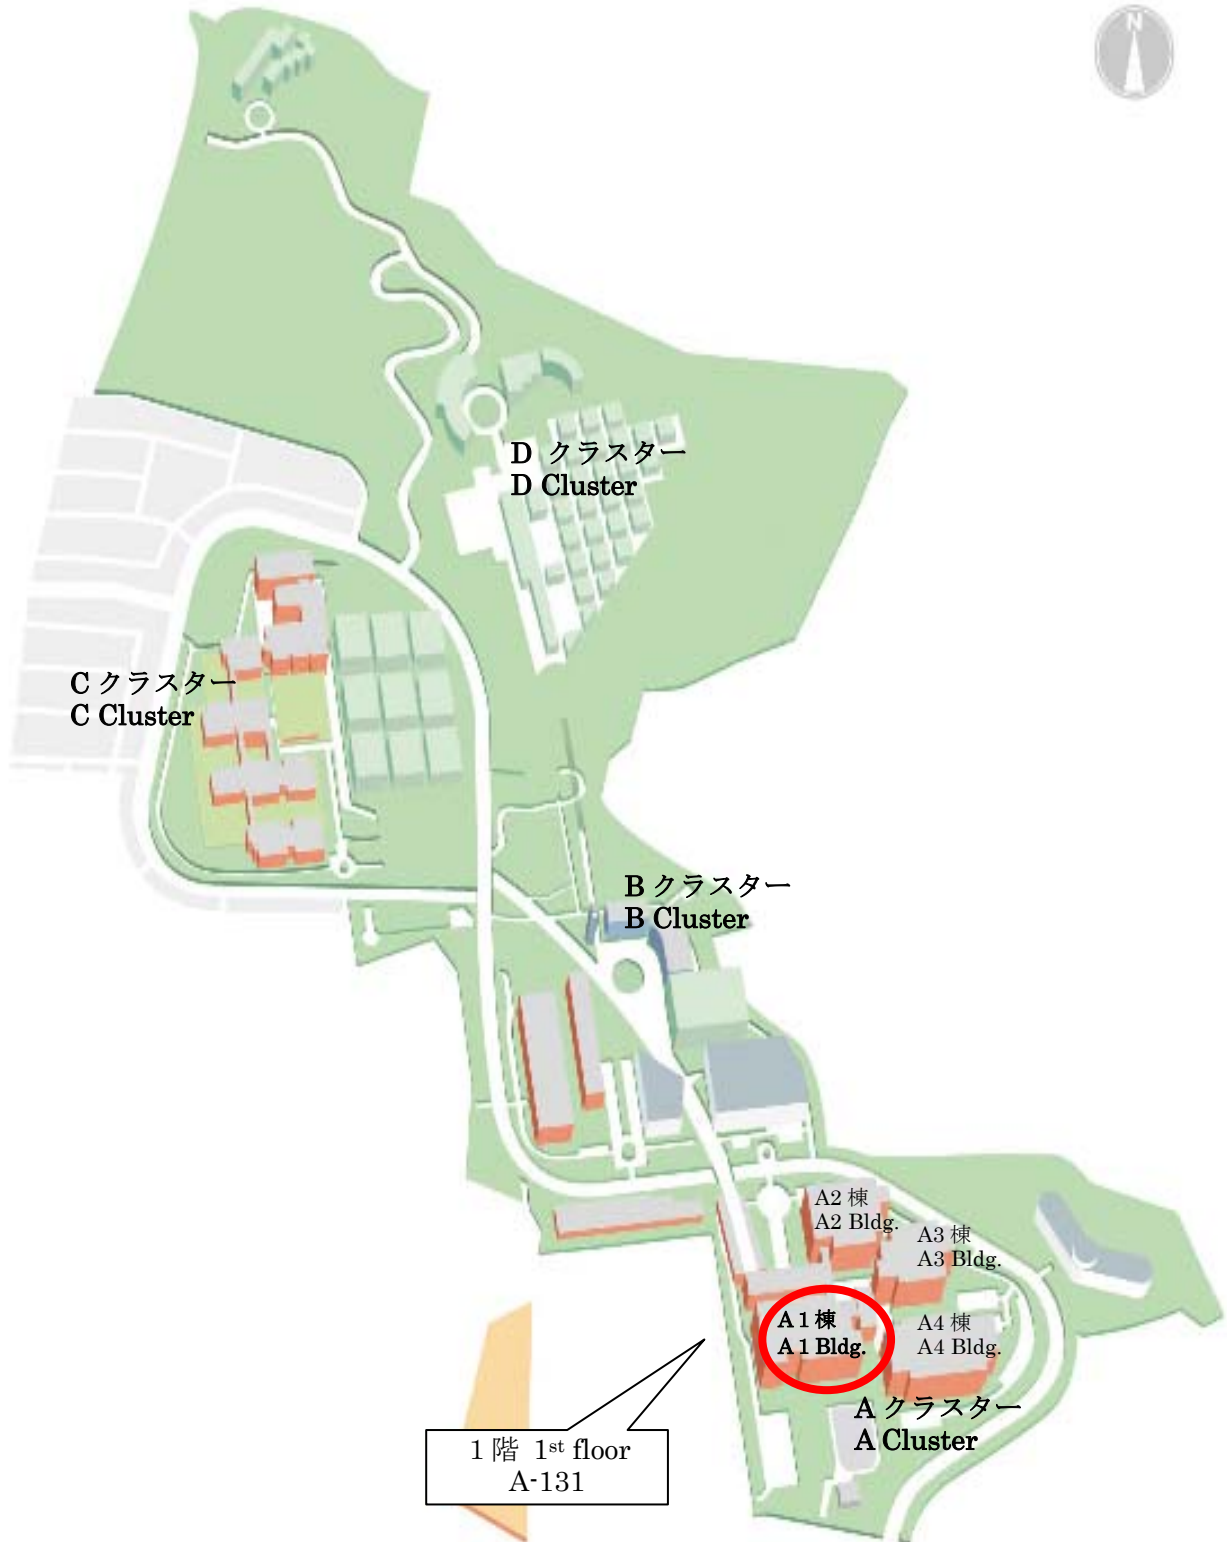 N
D クラスター
D Cluster
C クラスター
C Cluster
B クラスター
B Cluster
A2 棟
A2 Bldg.
A3 棟
A3 Bldg.
A 1 棟
A 1 Bldg.
A4 棟
A4 Bldg.
A クラスター
A Cluster
1 階 1st floor
A-131